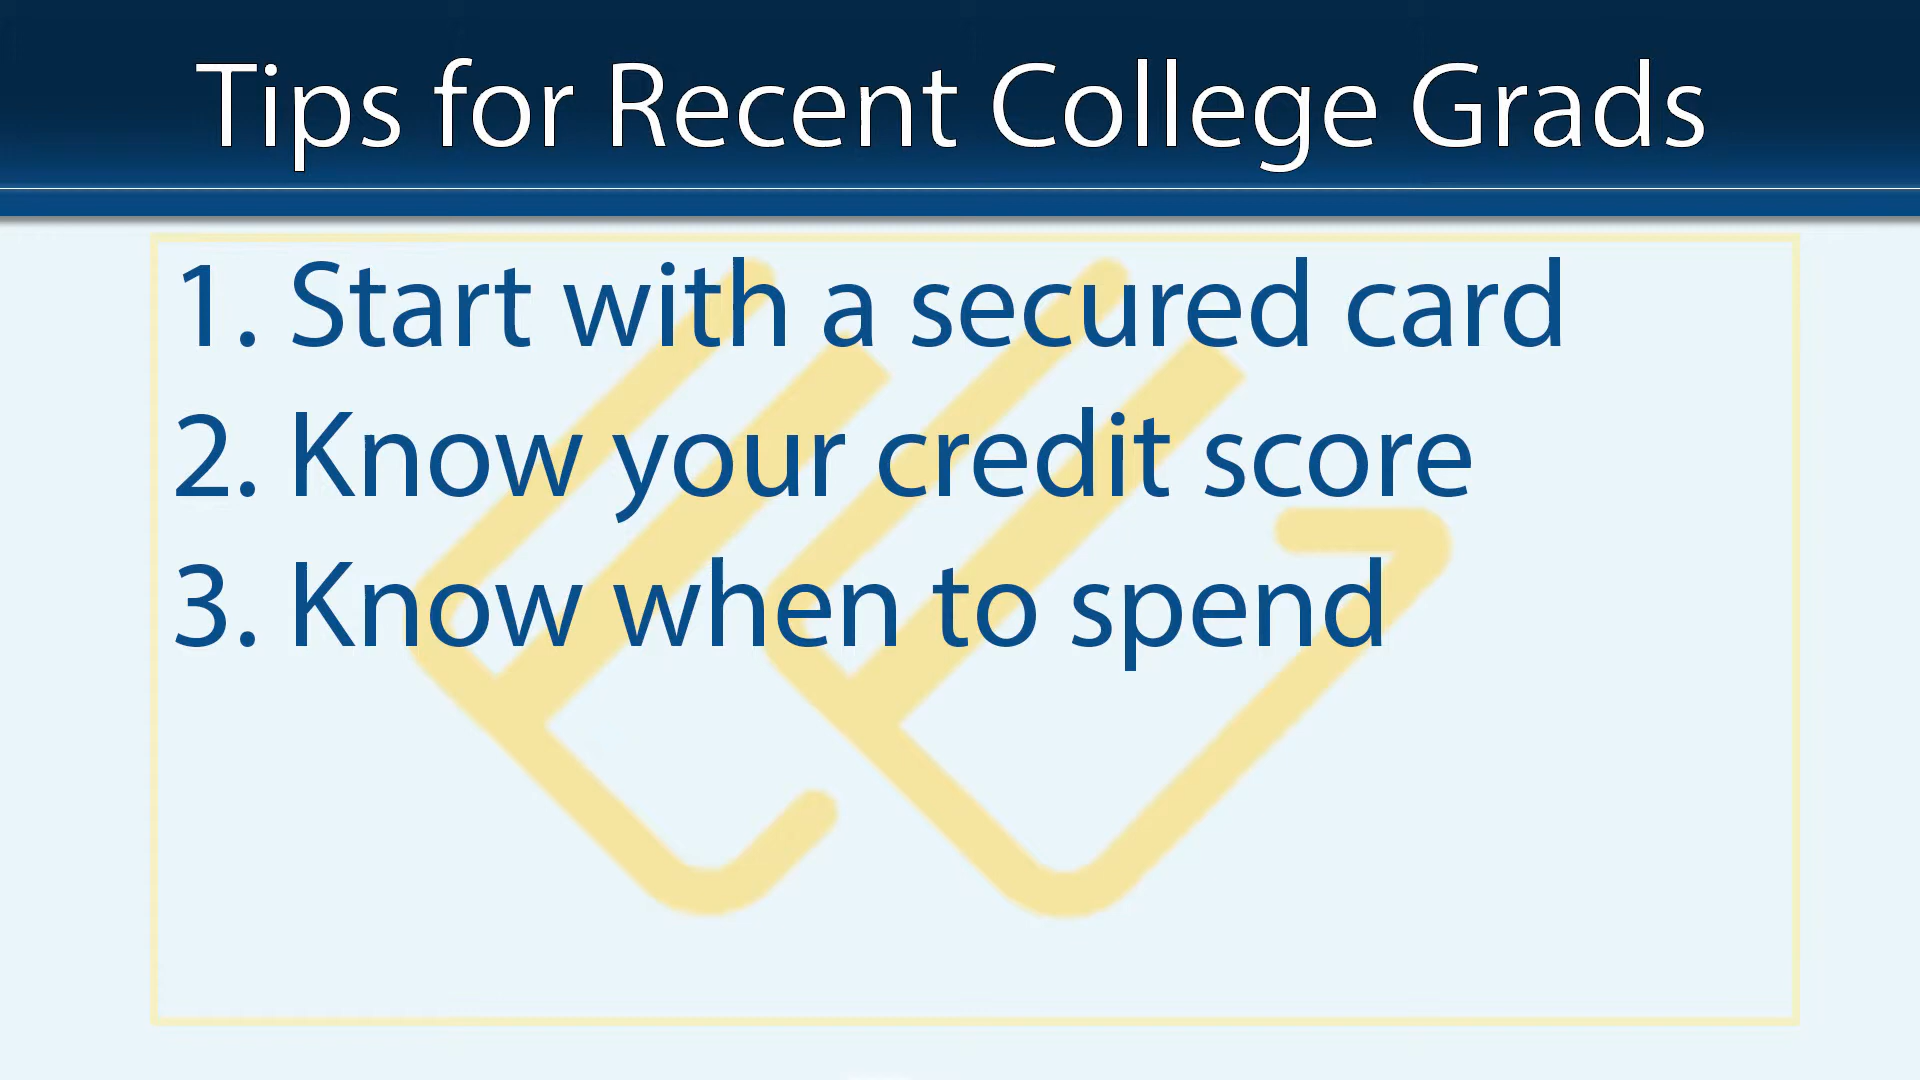 Tips for Recent College Grads
1. Start with a secured card
2. Know your credit score
3. Know when to spend